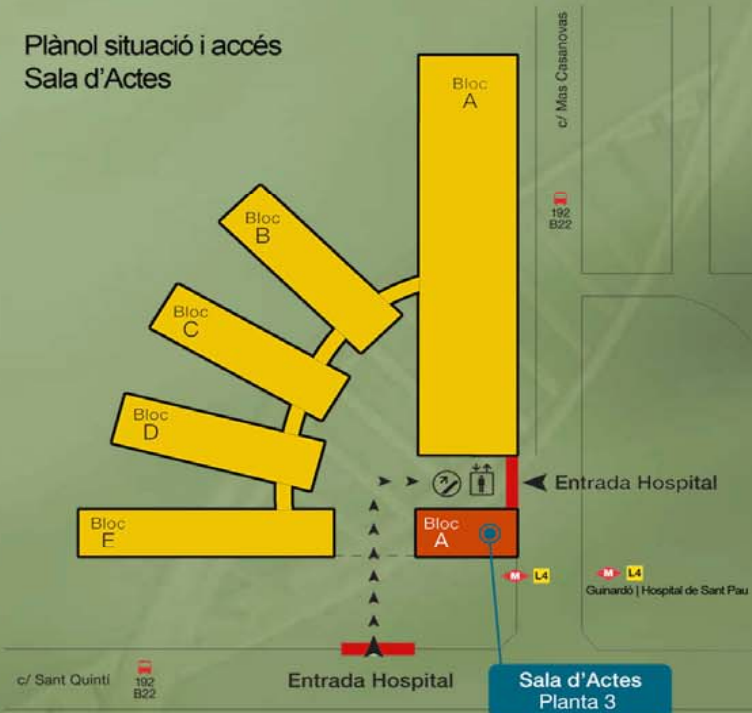 Plànol situació i accés
Sala d'Actes
Bloc
A
c/ Mas Casanovas
192
B22
Bloc
B
Bloc
C
Bloc
D
Bloc
E
Entrada Hospital
Bloc
A
M L4
M L4
Guinardó | Hospital de Sant Pau
c/ Sant Quintí
192
B22
Entrada Hospital
Sala d'Actes
Planta 3